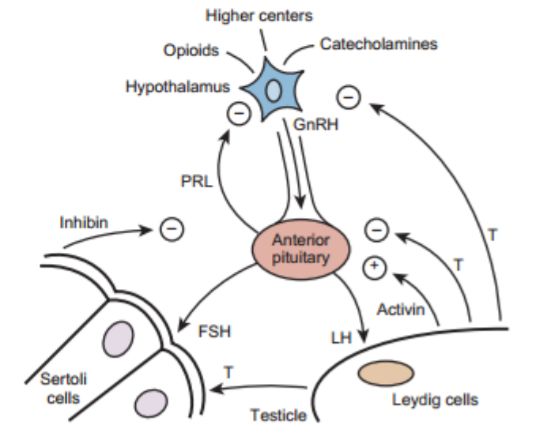 Higher centers
Opioids
Catecholamines
Hypothalamus
−
−
GnRH
PRL
Inhibin
−
Anterior
pituitary
−
T
T
+
Activin
FSH
LH
T
Sertoli
cells
Testicle
Leydig cells